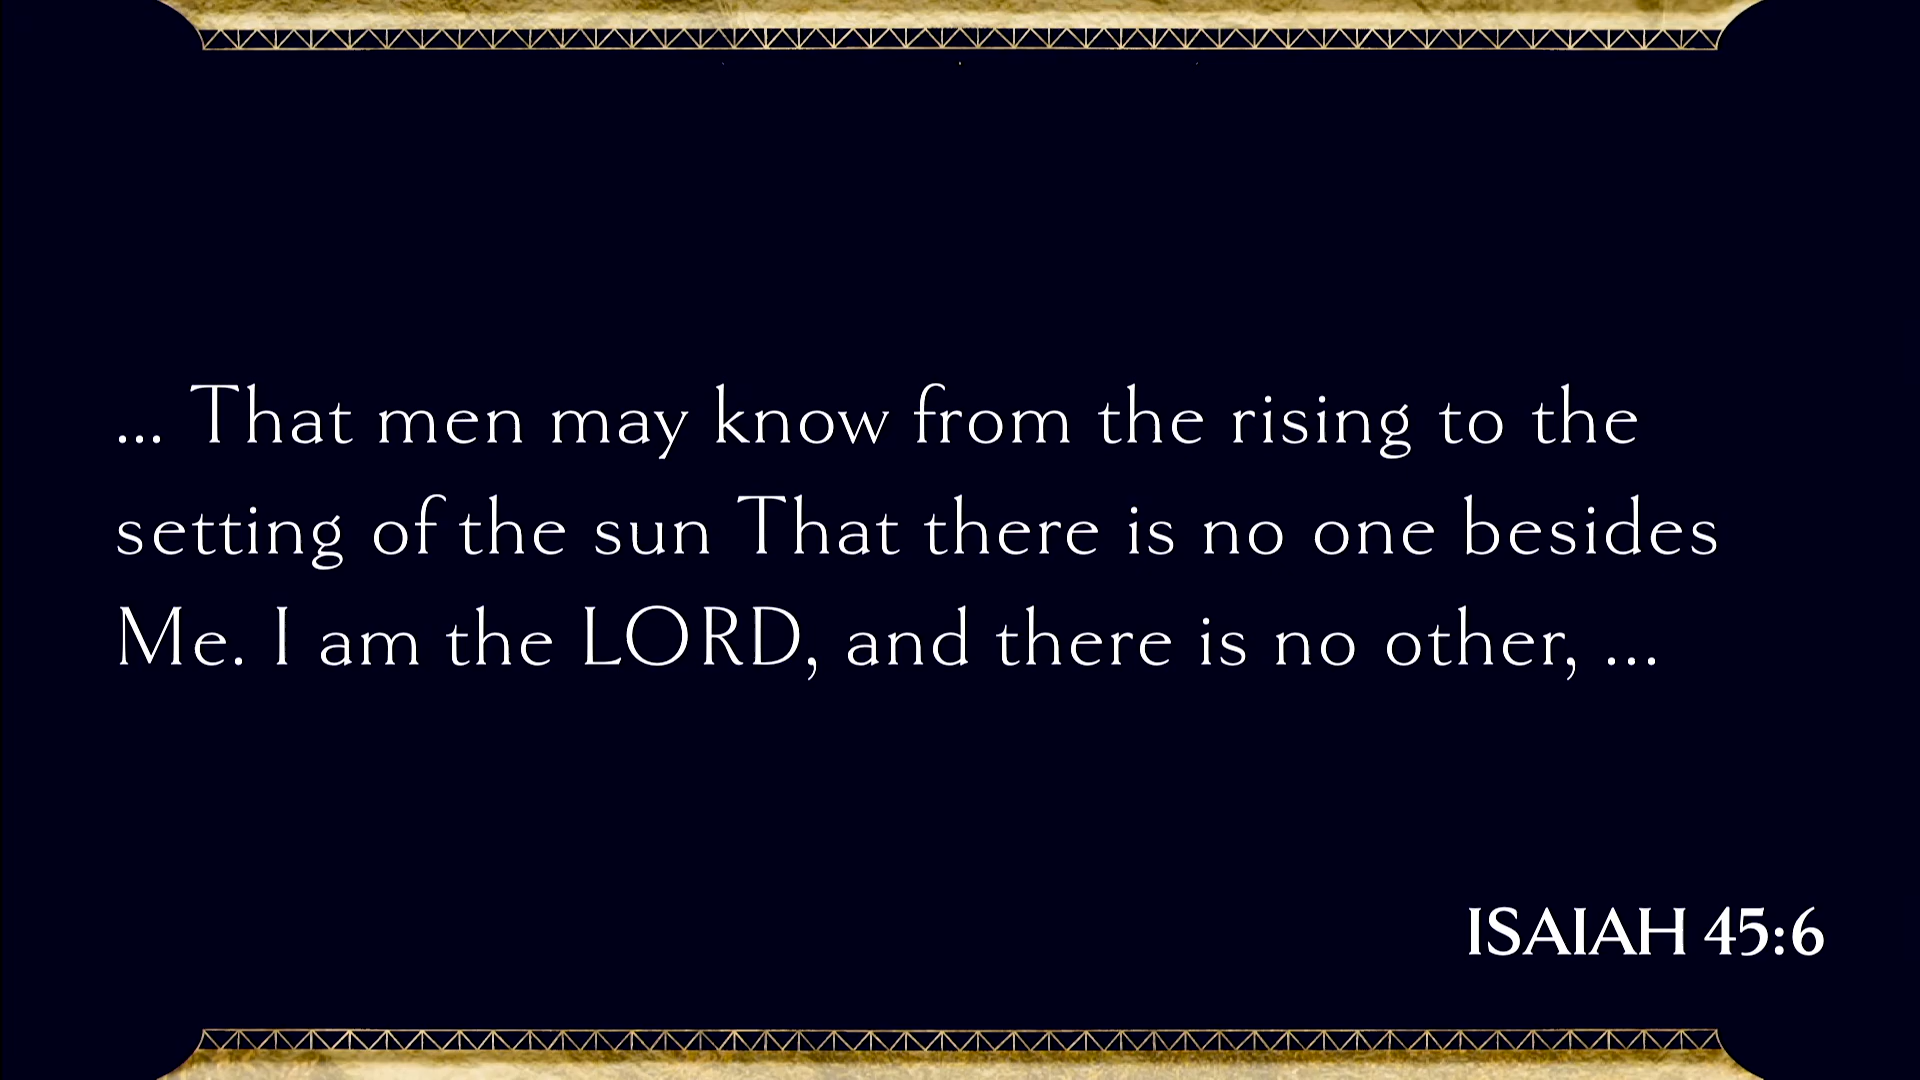 ... That men may know from the rising to the
setting of the sun That there is no one besides
Me. I am the LORD, and there is no other, ...
ISAIAH 45:6